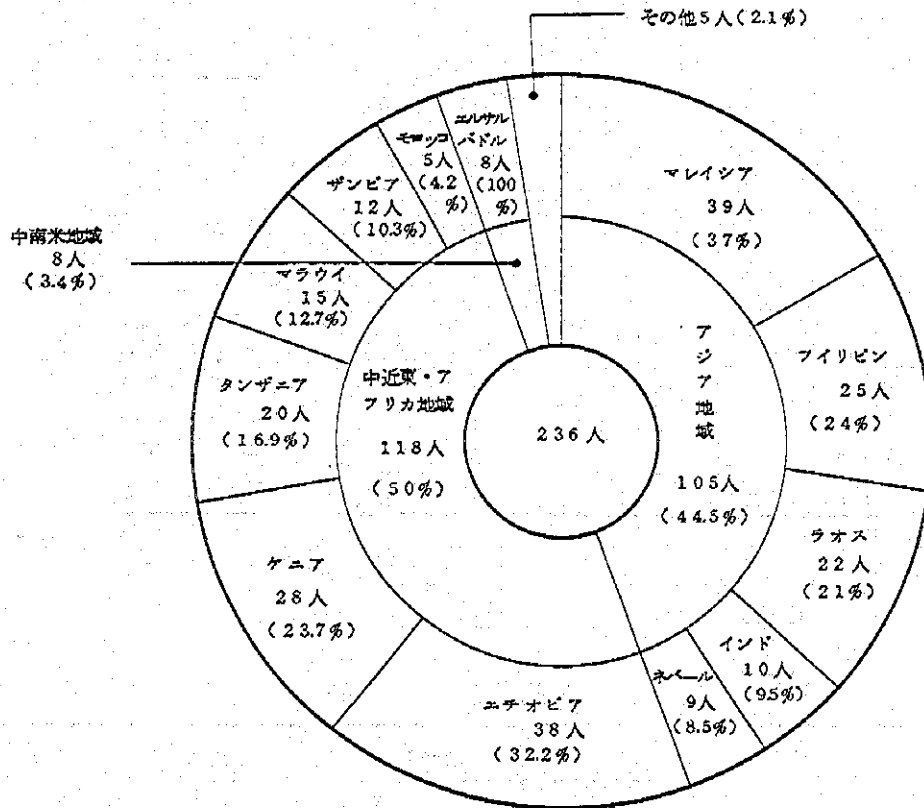 その他5人(2.1%)
マレイシア
39人
(37%)
フイリピン
25人
(24%)
ラオス
22人
(21%)
インド
10人
(9.5%)
ネパール
9人
(8.5%)
エチオピア
38人
(32.2%)
ケニア
28人
(23.7%)
タンザニア
20人
(16.9%)
マラウイ
15人
(12.7%)
ザンビア
12人
(10.3%)
モロッコ
5人
(4.2
%)
エルサル
バドル
8人
(100
%)
中南米地域
8人
(3.4%)
中近東・ア
フリカ地域
118人
(50%)
アジア地域
105人
(44.5%)
236人